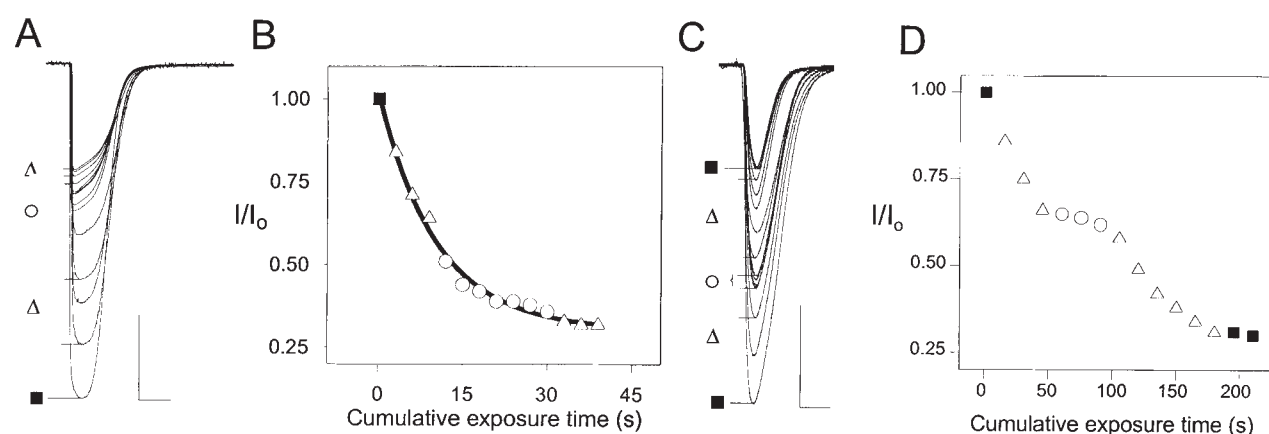 A
B
C
D
1.00
0.75
0.50
0.25
I/Io
0 15 30 45
Cumulative exposure time (s)
1.00
0.75
0.50
0.25
I/Io
0 50 100 150 200
Cumulative exposure time (s)